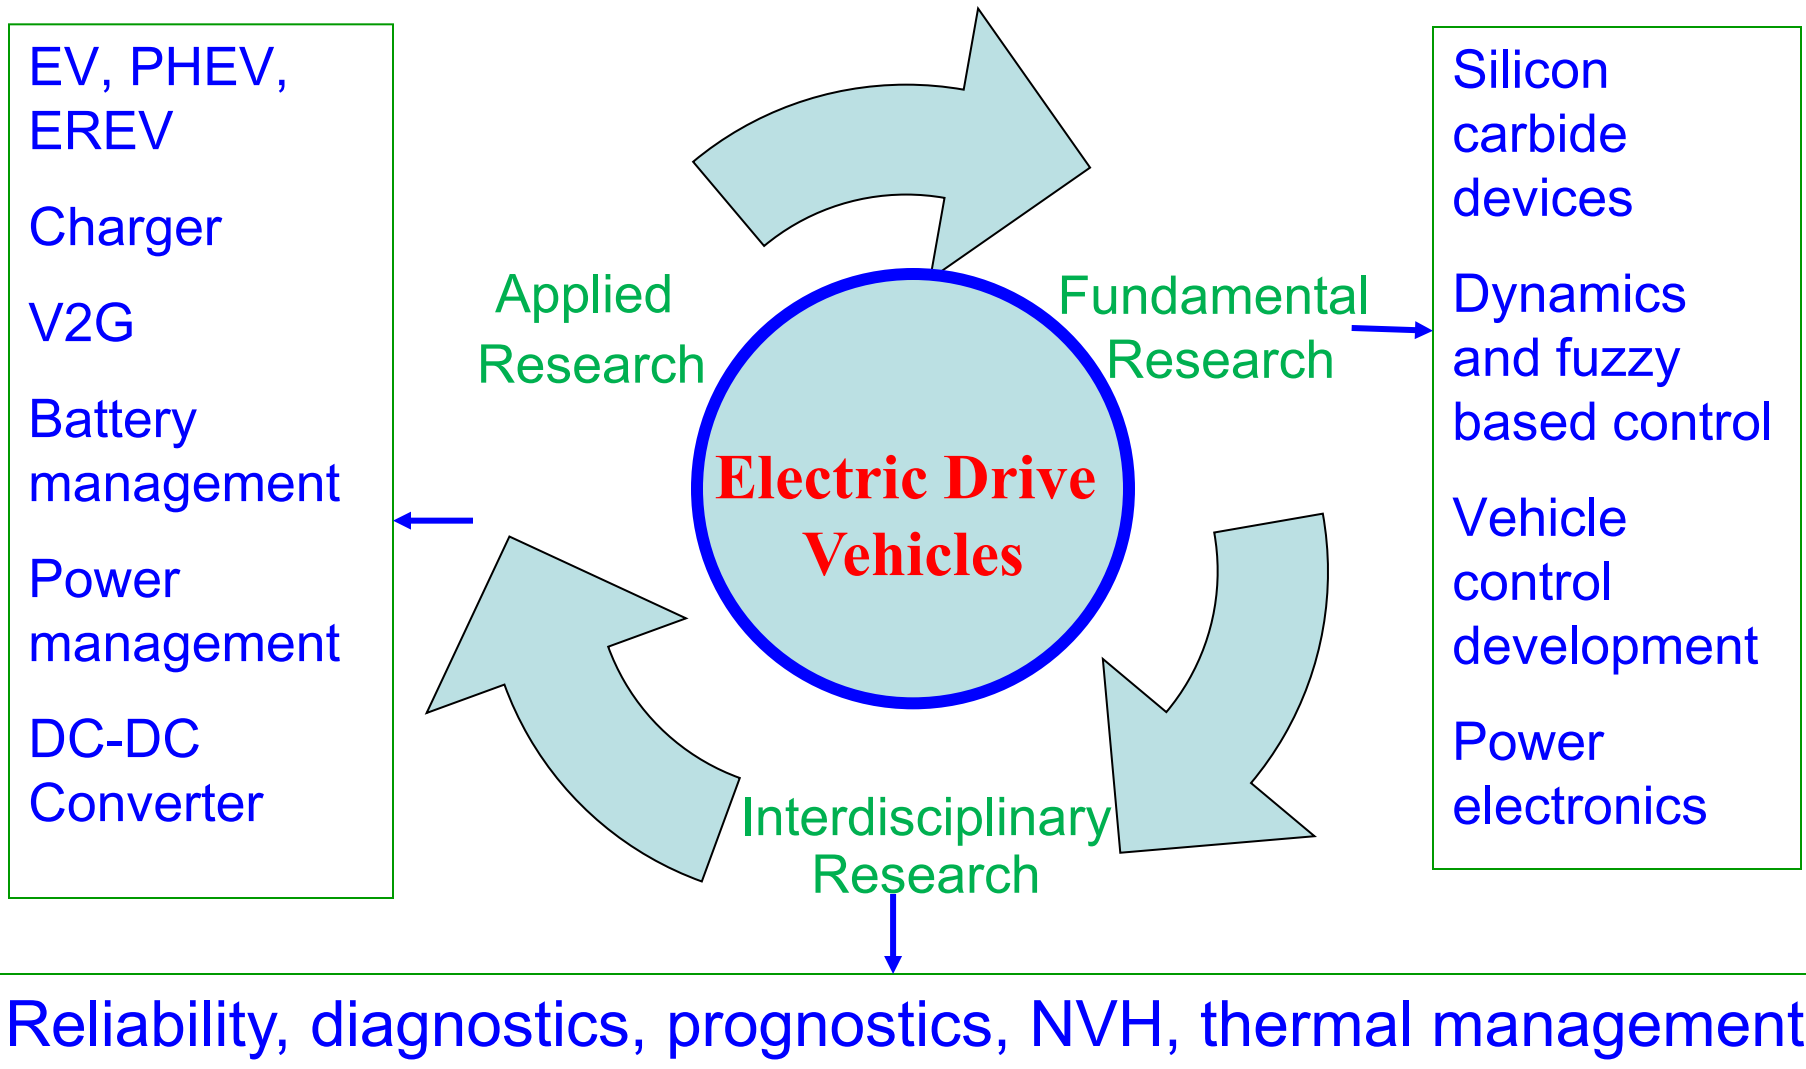 EV, PHEV,
EREV
Charger
V2G
Battery
management
Power
management
DC-DC
Converter
Applied
Research
Electric Drive
Vehicles
Fundamental
Research
Silicon
carbide
devices
Dynamics
and fuzzy
based control
Vehicle
control
development
Power
electronics
Interdisciplinary
Research
Reliability, diagnostics, prognostics, NVH, thermal management